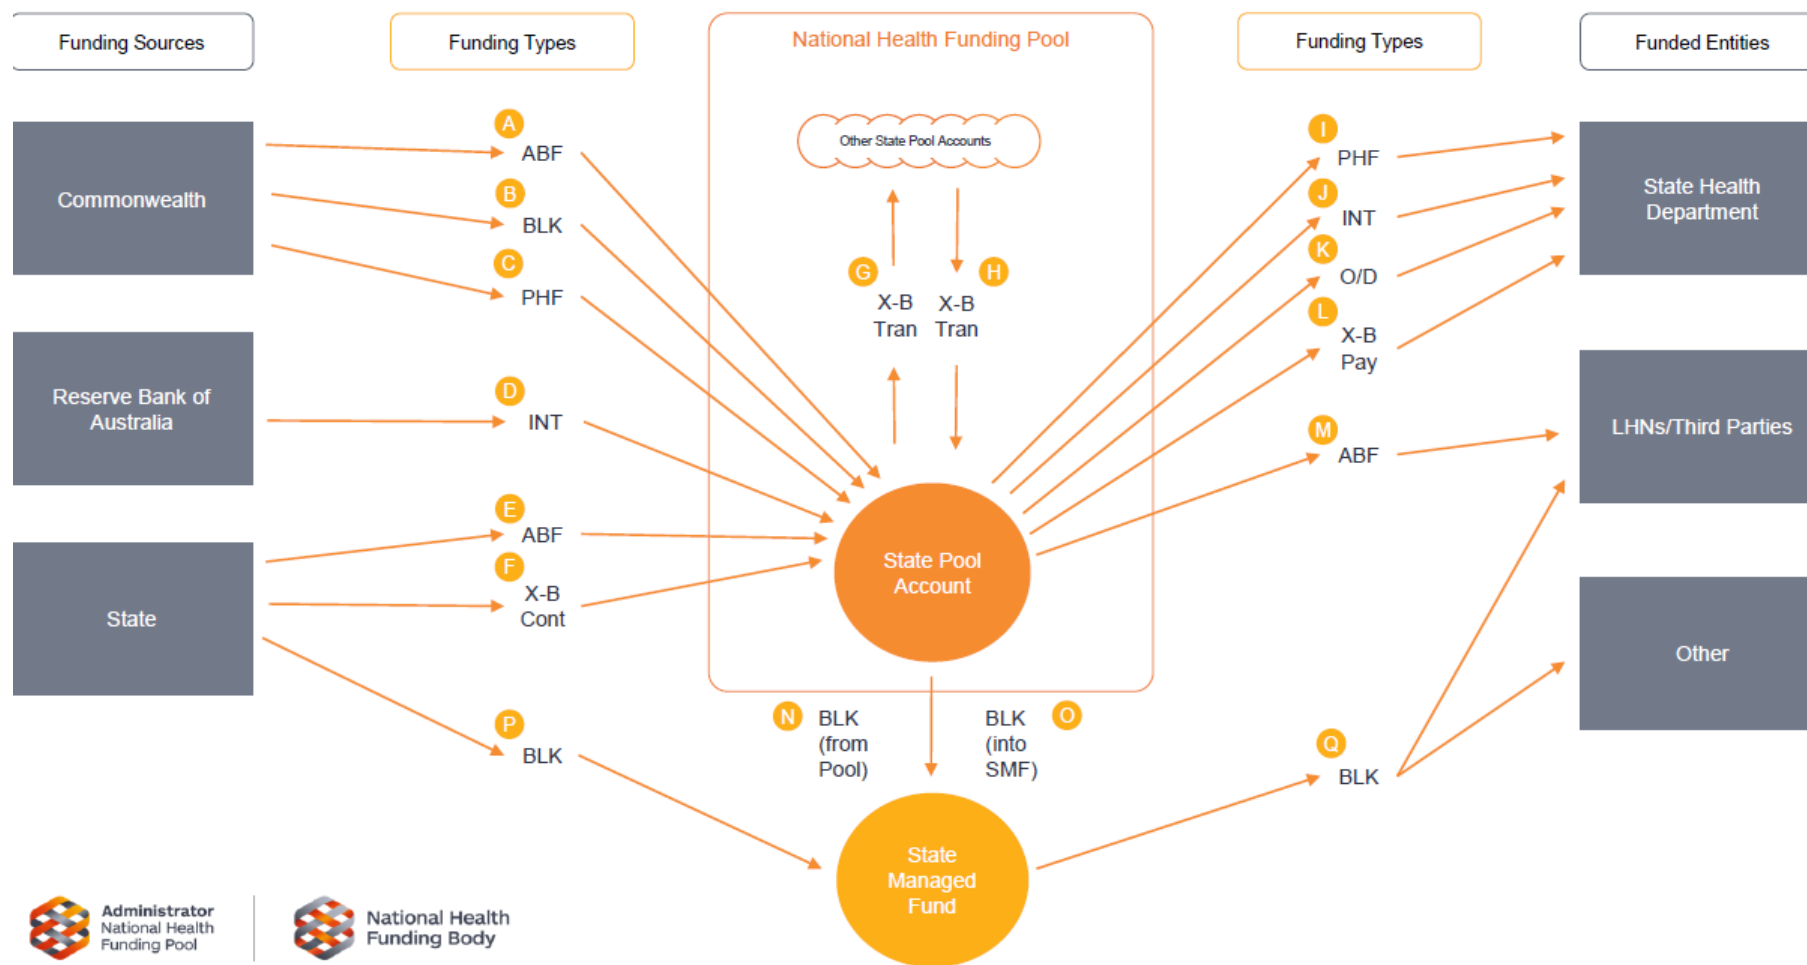 Funding Sources
Funding Types
National Health Funding Pool
Funding Types
Funded Entities
Commonwealth
A
ABF
B
BLK
C
PHF
Reserve Bank of
Australia
D
INT
State
E
ABF
F
X-B
Cont
P
BLK
Other State Pool Accounts
G
X-B
Tran
H
X-B
Tran
State Pool
Account
N
BLK
(from
Pool)
BLK
(into
SMF)
O
State
Managed
Fund
I
PHF
J
INT
K
O/D
L
X-B
Pay
M
ABF
Q
BLK
State Health
Department
LHNs/Third Parties
Other
Administrator
National Health
Funding Pool
National Health
Funding Body